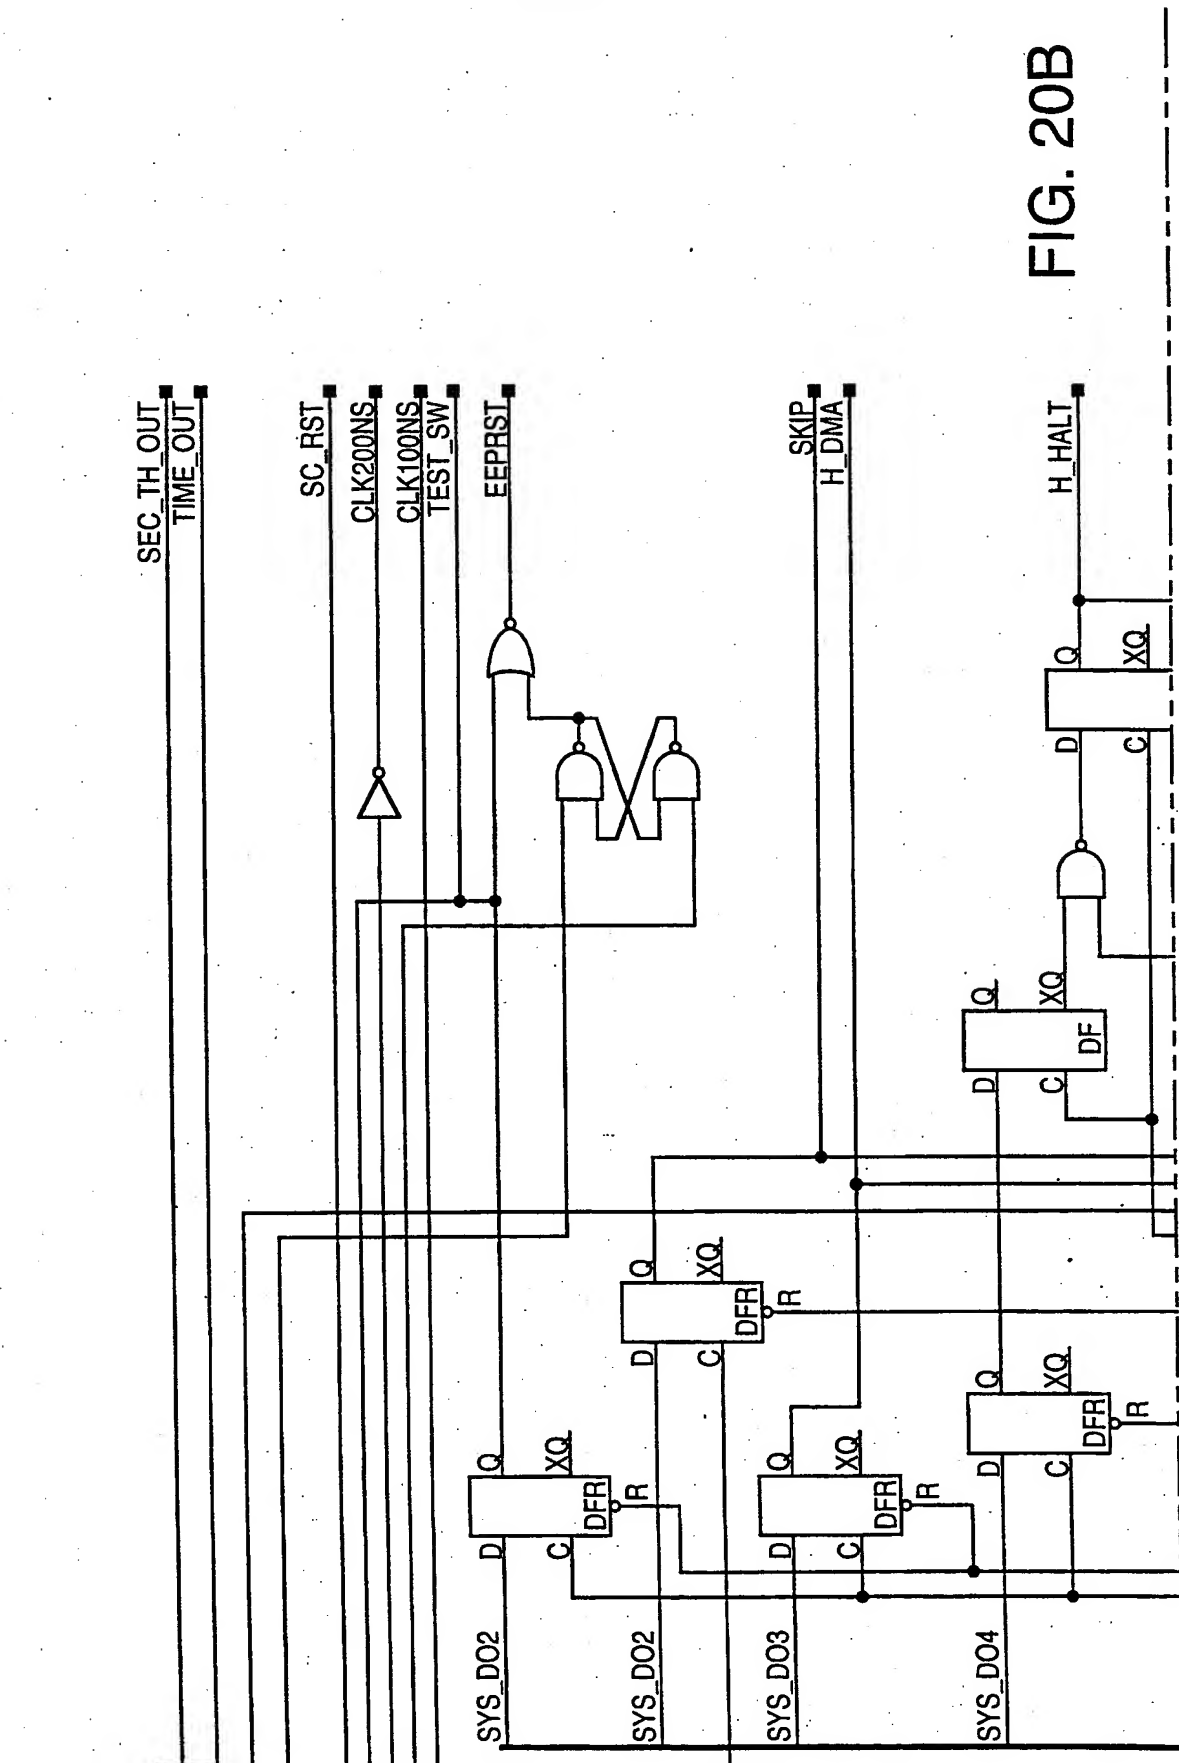 SEC_TH_OUT
TIME_OUT
SC_RST
CLK200NS
CLK100NS
TEST_SW
EEPRST
SKIP
H_DMA
H_HALT
FIG. 20B
D
Q
C
XQ
D
Q
C
XQ
DF
D
Q
C
XQ
DFR
R
D
Q
C
XQ
DFR
R
D
Q
C
XQ
DFR
R
D
Q
C
XQ
DFR
R
SYS_DO2
SYS_DO2
SYS_DO3
SYS_DO4